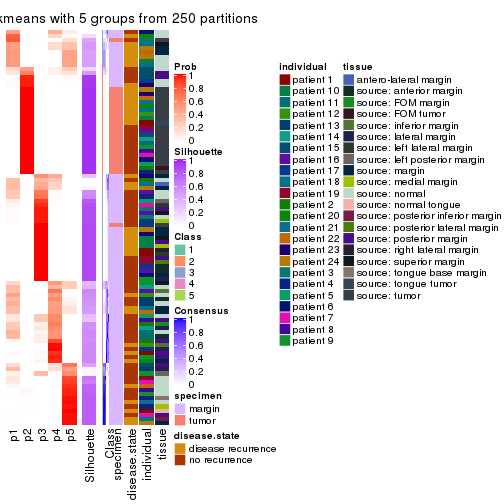 kmeans with 5 groups from 250 partitions
Prob
1
0.8
0.6
0.4
0.2
0
Silhouette
1
0.8
0.6
0.4
0.2
0
Class
1
2
3
4
5
Consensus
1
0.8
0.6
0.4
0.2
0
specimen
margin
tumor
disease.state
disease recurrence
no recurrence
individual
patient 1
patient 10
patient 11
patient 12
patient 13
patient 14
patient 15
patient 16
patient 17
patient 18
patient 19
patient 2
patient 20
patient 21
patient 22
patient 23
patient 24
patient 3
patient 4
patient 5
patient 6
patient 7
patient 8
patient 9
tissue
antero-lateral margin
source: anterior margin
source: FOM margin
source: FOM tumor
source: inferior margin
source: lateral margin
source: left lateral margin
source: left posterior margin
source: margin
source: medial margin
source: normal
source: normal tongue
source: posterior inferior margin
source: posterior lateral margin
source: posterior margin
source: right lateral margin
source: superior margin
source: tongue base margin
source: tongue tumor
source: tumor
p1
p2
p3
p4
p5
Silhouette
Class
specimen
disease.state
individual
tissue